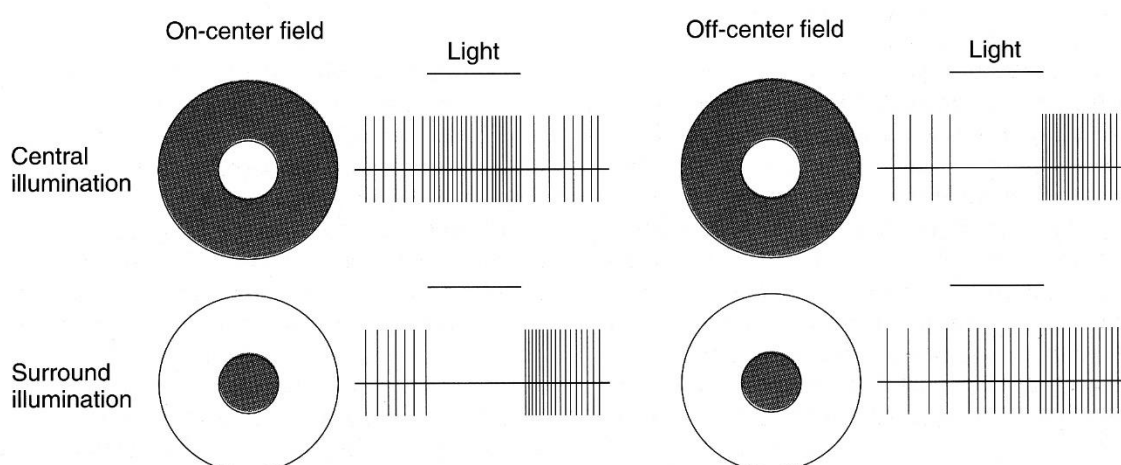 On-center field
Light
Off-center field
Light
Central
illumination
Surround
illumination